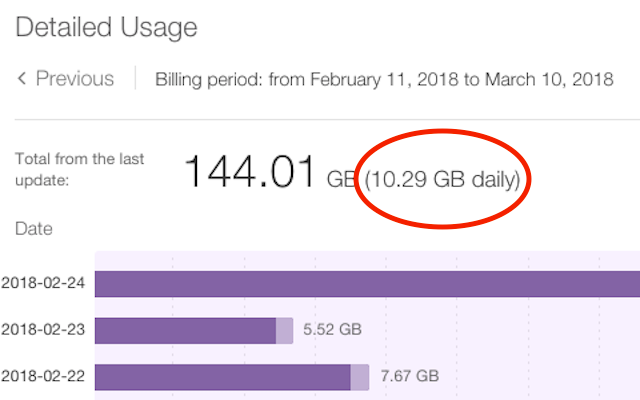 Detailed Usage
Previous
Billing period: from February 11, 2018 to March 10, 2018
Total from the last
update:
144.01 GB (10.29 GB daily)
Date
2018-02-24
2018-02-23 5.52 GB
2018-02-22 7.67 GB